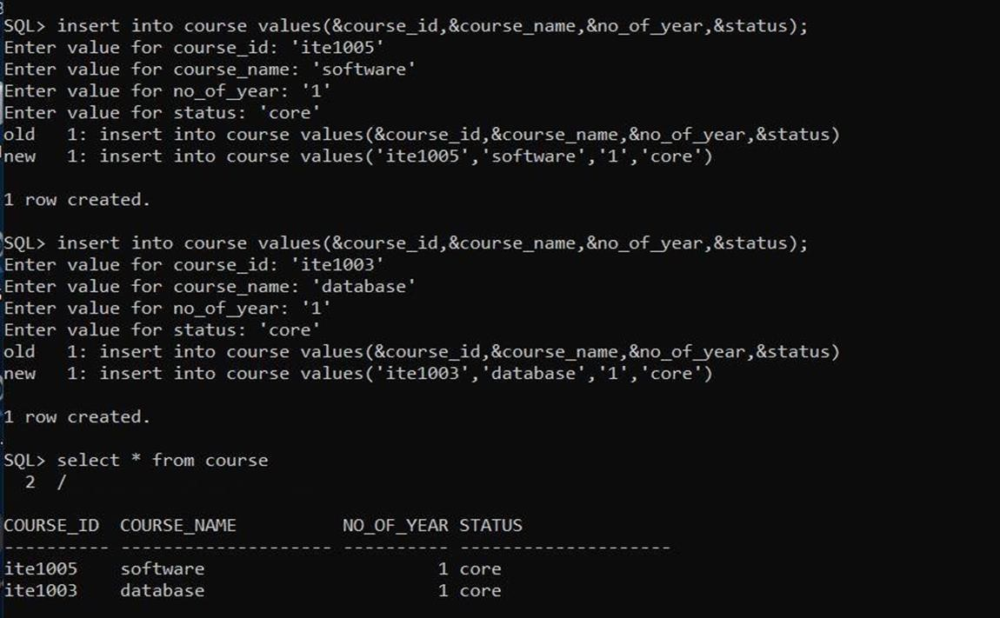 SQL> insert into course values(&course_id,&course_name,&no_of_year,&status);
Enter value for course_id: 'ite1005'
Enter value for course_name: 'software'
Enter value for no_of_year: '1'
Enter value for status: 'core'
old   1: insert into course values(&course_id,&course_name,&no_of_year,&status)
new   1: insert into course values('ite1005','software','1','core')
1 row created.
SQL> insert into course values(&course_id,&course_name,&no_of_year,&status);
Enter value for course_id: 'ite1003'
Enter value for course_name: 'database'
Enter value for no_of_year: '1'
Enter value for status: 'core'
old   1: insert into course values(&course_id,&course_name,&no_of_year,&status)
new   1: insert into course values('ite1003','database','1','core')
1 row created.
SQL> select * from course
  2  /
COURSE_ID  COURSE_NAME          NO_OF_YEAR STATUS
---------- -------------------- ---------- --------------------
ite1005    software                      1 core
ite1003    database                      1 core